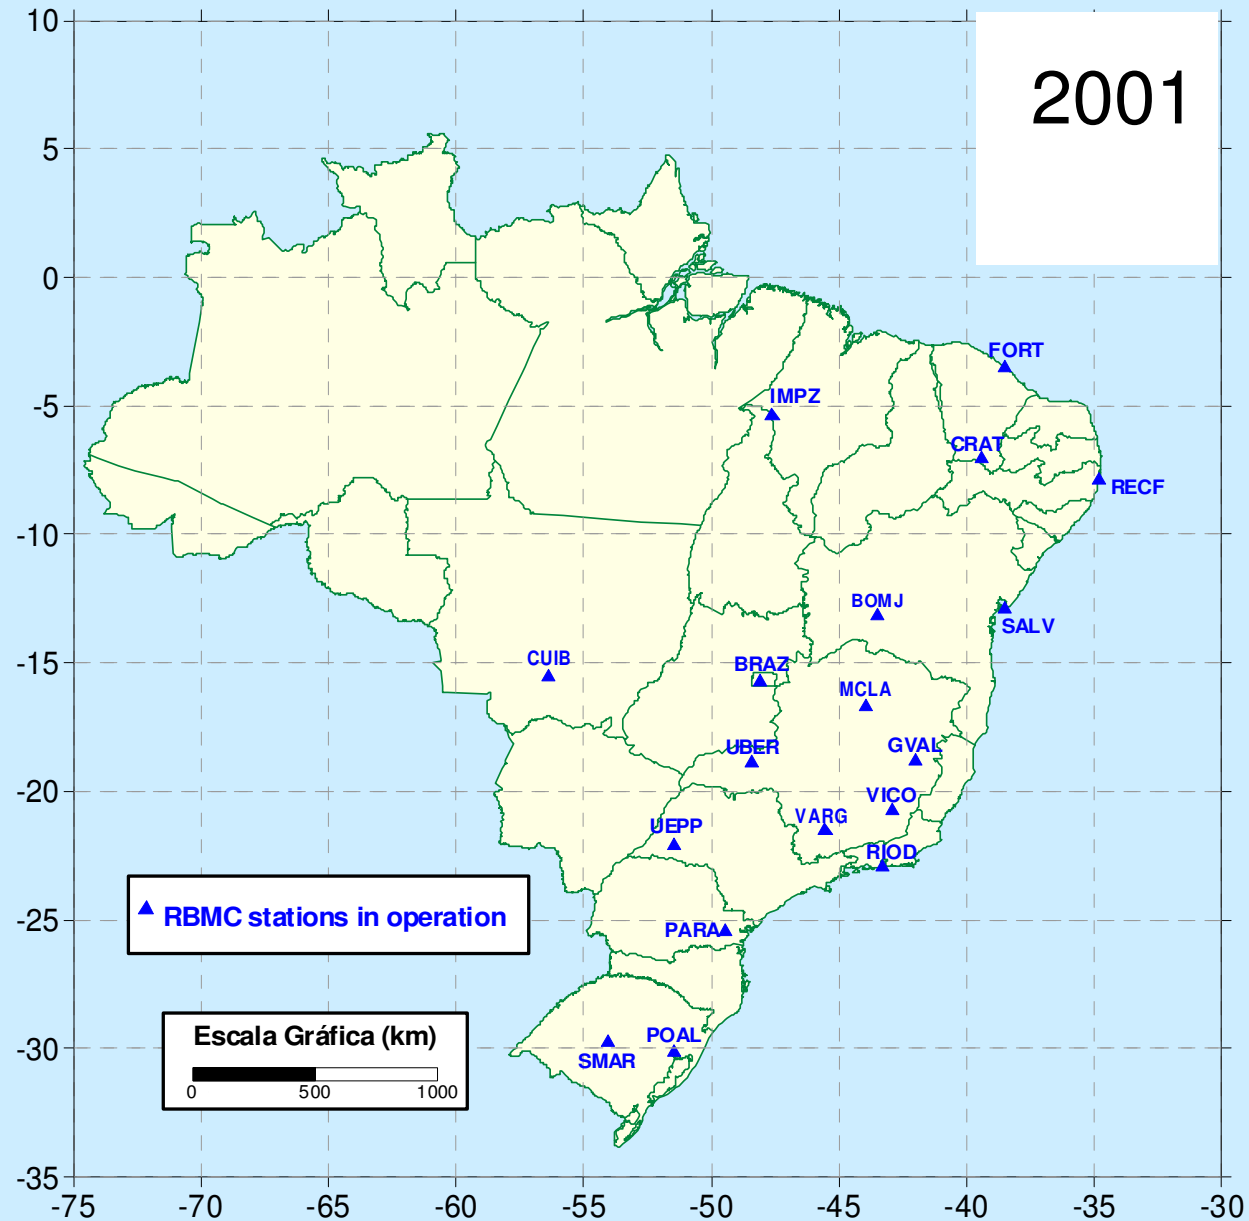 10
2001
5
0
FORT
-5
IMPZ
CRAT
RECF
-10
BOMJ
SALV
-15
CUIB
BRAZ
MCLA
UBER
GVAL
-20
VICO
VARG
UEPP
RIOD
RBMC stations in operation
-25
PARA
Escala Gráfica (km)
0 500 1000
-30
POAL
SMAR
-35
-75 -70 -65 -60 -55 -50 -45 -40 -35 -30